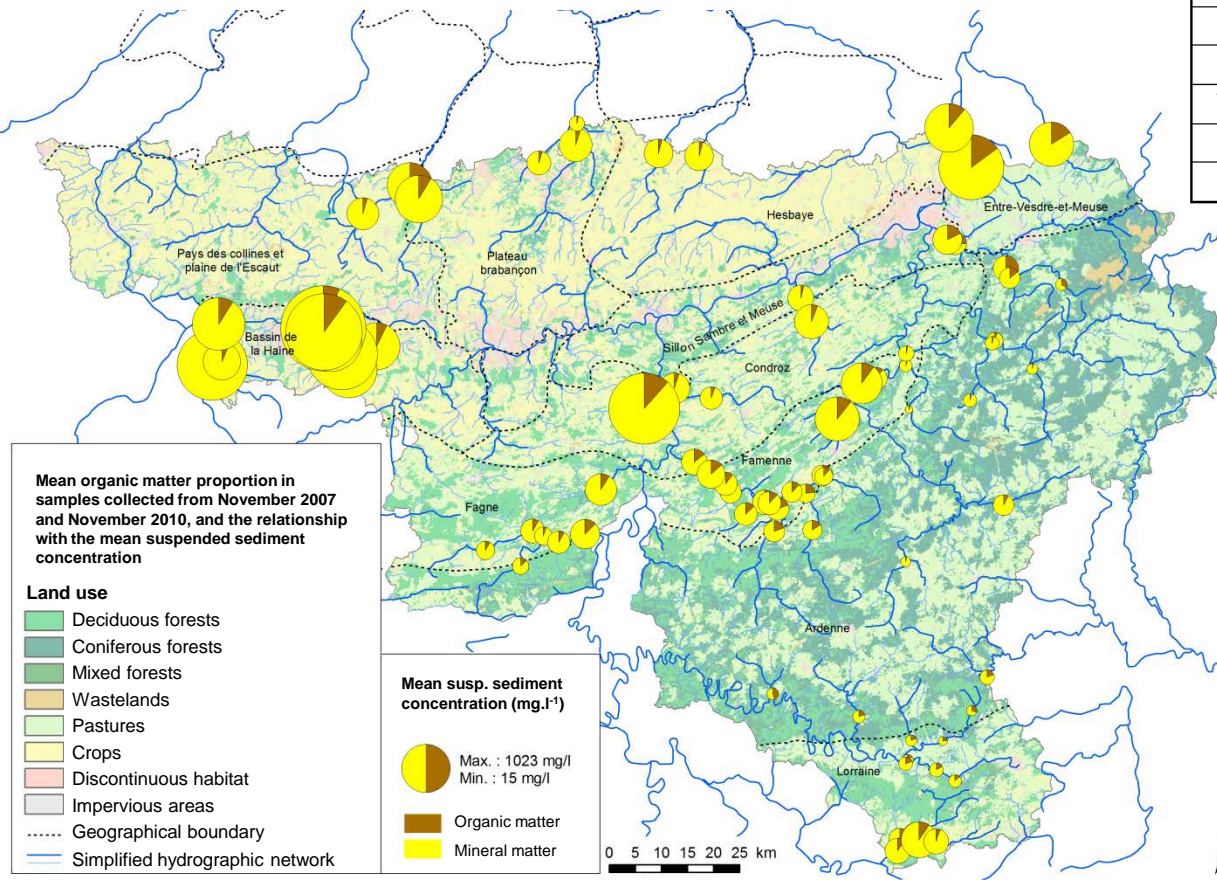 Hesbaye
Entre-Vesdre-et-Meuse
Pays des collines et
plaine de l'Escaut
Plateau
brabançon
Bassin de
la Haine
Sillon Sambre et Meuse
Condroz
Famenne
Fagne
Ardenne
Lorraine
Mean organic matter proportion in
samples collected from November 2007
and November 2010, and the relationship
with the mean suspended sediment
concentration
Land use
Deciduous forests
Coniferous forests
Mixed forests
Wastelands
Pastures
Crops
Discontinuous habitat
Impervious areas
Geographical boundary
Simplified hydrographic network
Mean susp. sediment
concentration (mg.l⁻¹)
Max. : 1023 mg/l
Min. : 15 mg/l
Organic matter
Mineral matter
0 5 10 15 20 25 km